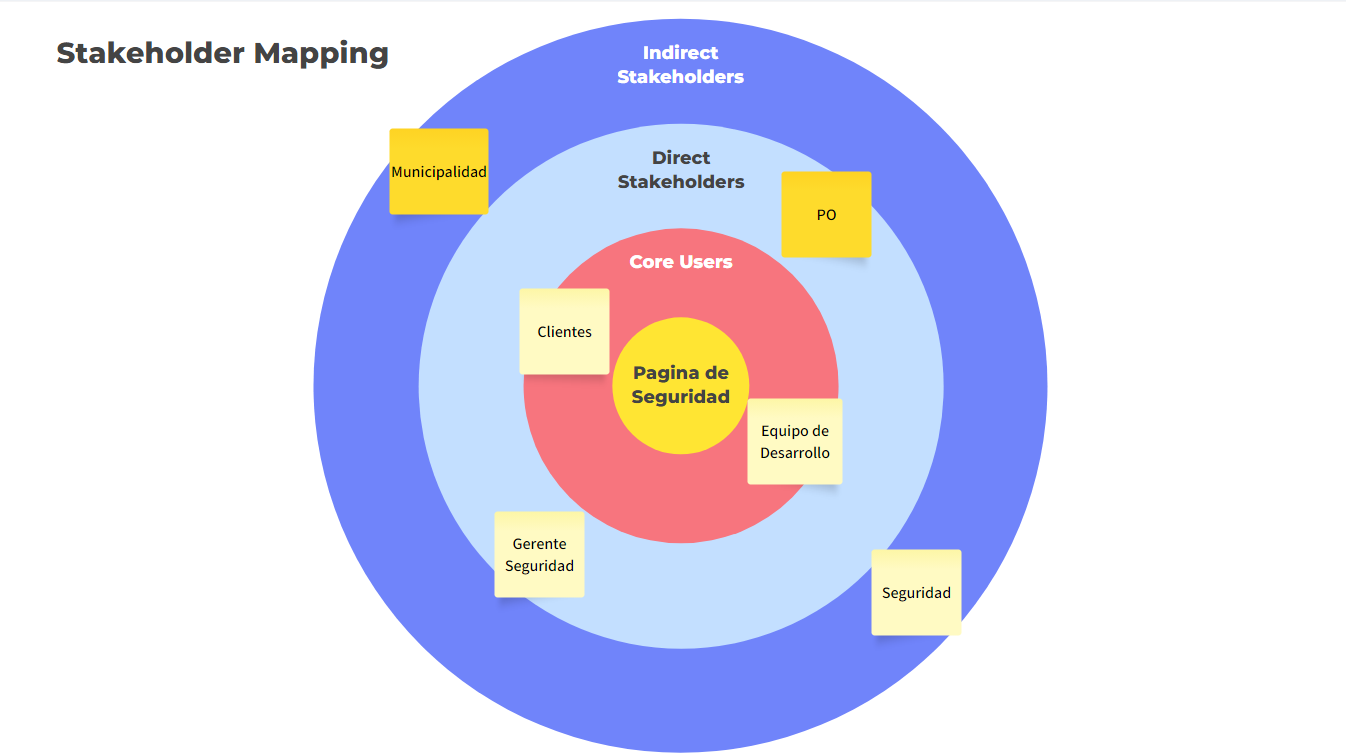 Stakeholder Mapping
Indirect
Stakeholders
Municipalidad
Direct
Stakeholders
PO
Core Users
Clientes
Pagina de
Seguridad
Equipo de
Desarrollo
Gerente
Seguridad
Seguridad